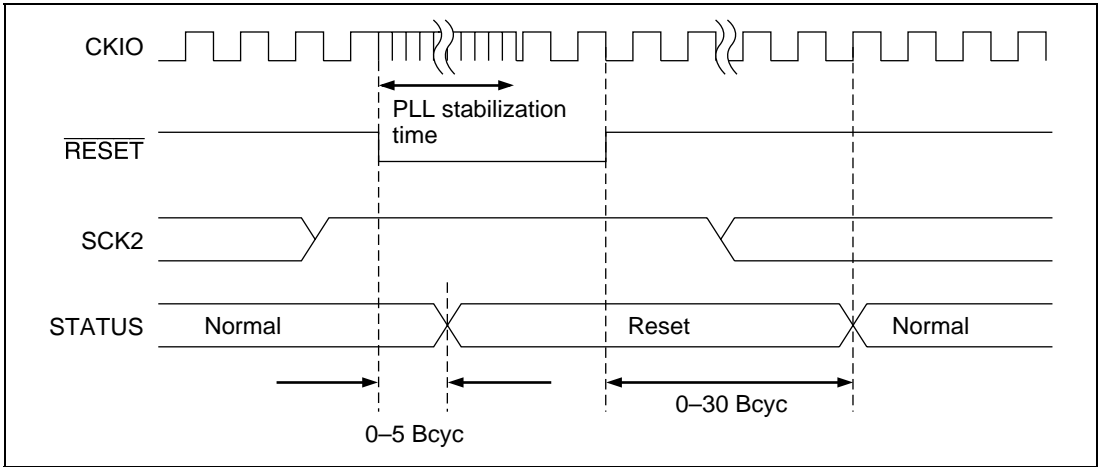 CKIO
PLL stabilization
time
RESET
SCK2
STATUS
Normal
Reset
Normal
0–30 Bcyc
0–5 Bcyc